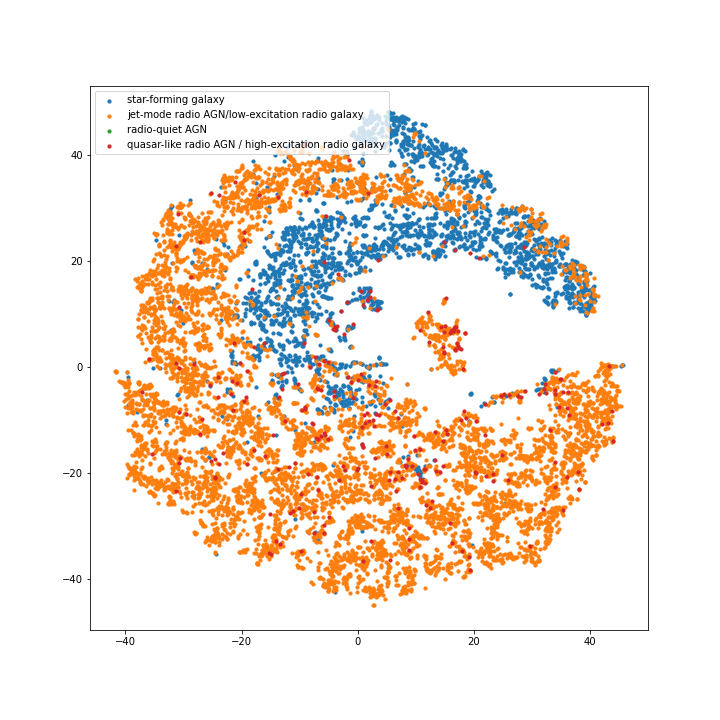 star-forming galaxy
jet-mode radio AGN/low-excitation radio galaxy
radio-quiet AGN
quasar-like radio AGN / high-excitation radio galaxy
40
20
0
−20
−40
−40 −20 0 20 40